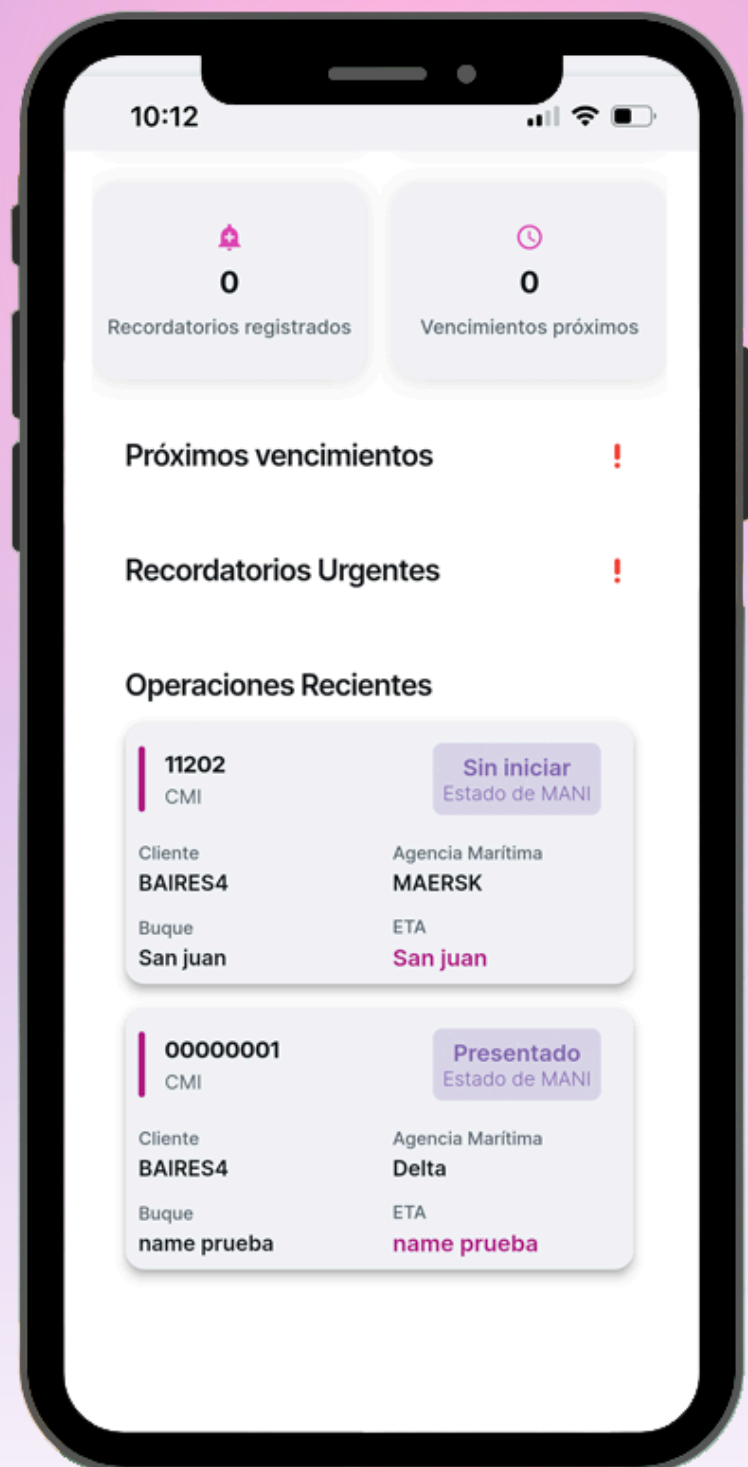 10:12
0
Recordatorios registrados
0
Vencimientos próximos
Próximos vencimientos !
Recordatorios Urgentes !
Operaciones Recientes
11202
CMI
Sin iniciar
Estado de MANI
Cliente
BAIRES4
Agencia Marítima
MAERSK
Buque
San juan
ETA
San juan
00000001
CMI
Presentado
Estado de MANI
Cliente
BAIRES4
Agencia Marítima
Delta
Buque
name prueba
ETA
name prueba